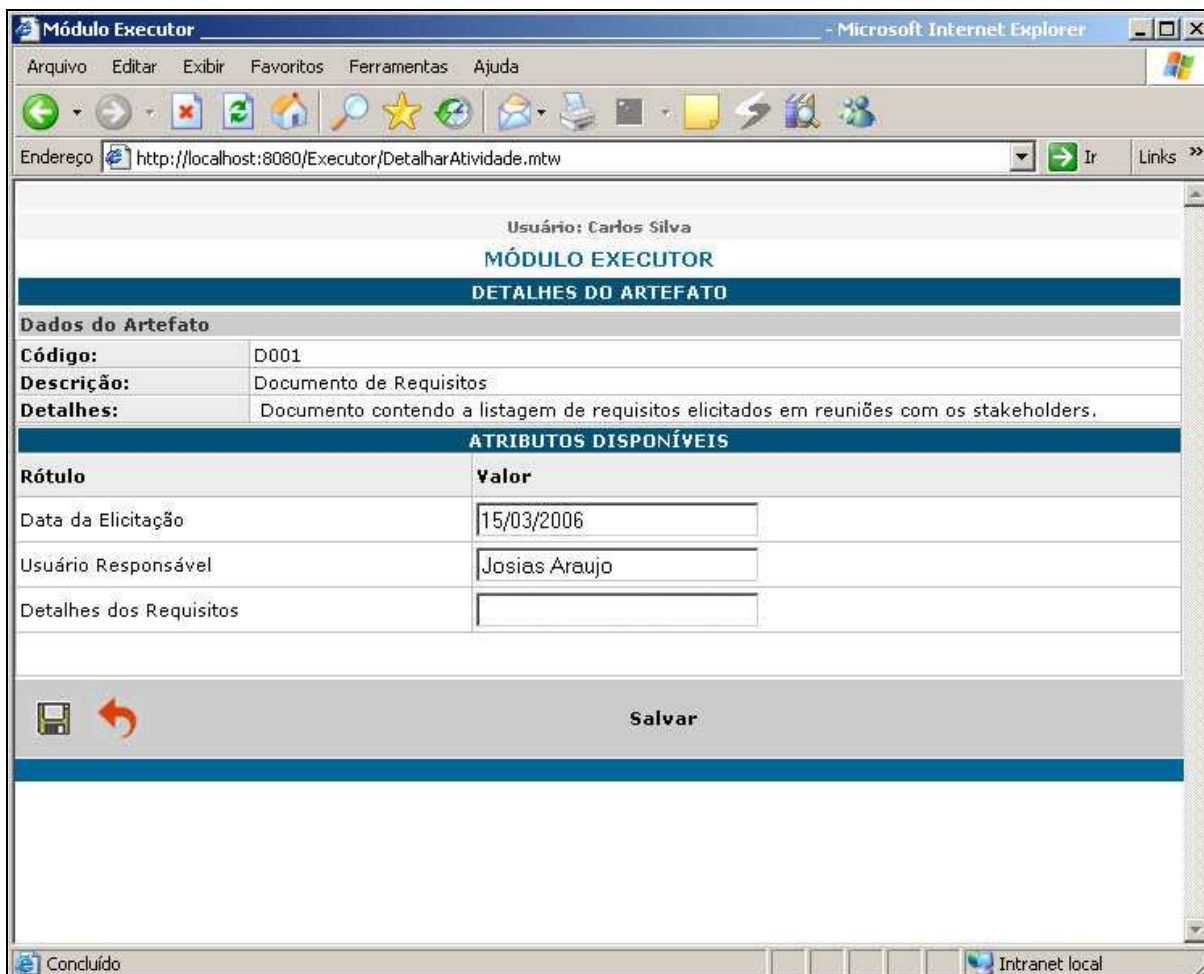 Módulo Executor _______________ - Microsoft Internet Explorer
Arquivo Editar Exibir Favoritos Ferramentas Ajuda
Endereço http://localhost:8080/Executor/DetalharAtividade.mtw Ir Links »
Usuário: Carlos Silva
MÓDULO EXECUTOR
DETALHES DO ARTEFATO
Dados do Artefato
Código: D001
Descrição: Documento de Requisitos
Detalhes: Documento contendo a listagem de requisitos elicitados em reuniões com os stakeholders.
ATRIBUTOS DISPONÍVEIS
Rótulo Valor
Data da Elicitação 15/03/2006
Usuário Responsável Josias Araujo
Detalhes dos Requisitos
Salvar
Concluído Intranet local